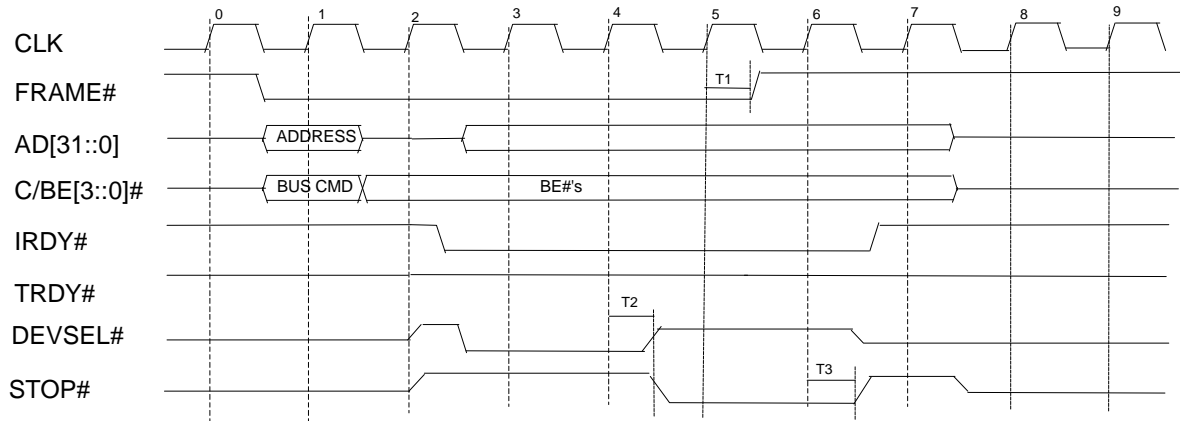 0 1 2 3 4 5 6 7 8 9
CLK
T1
FRAME#
ADDRESS
AD[31::0]
BUS CMD BE#'s
C/BE[3::0]#
IRDY#
TRDY#
T2
DEVSEL#
T3
STOP#